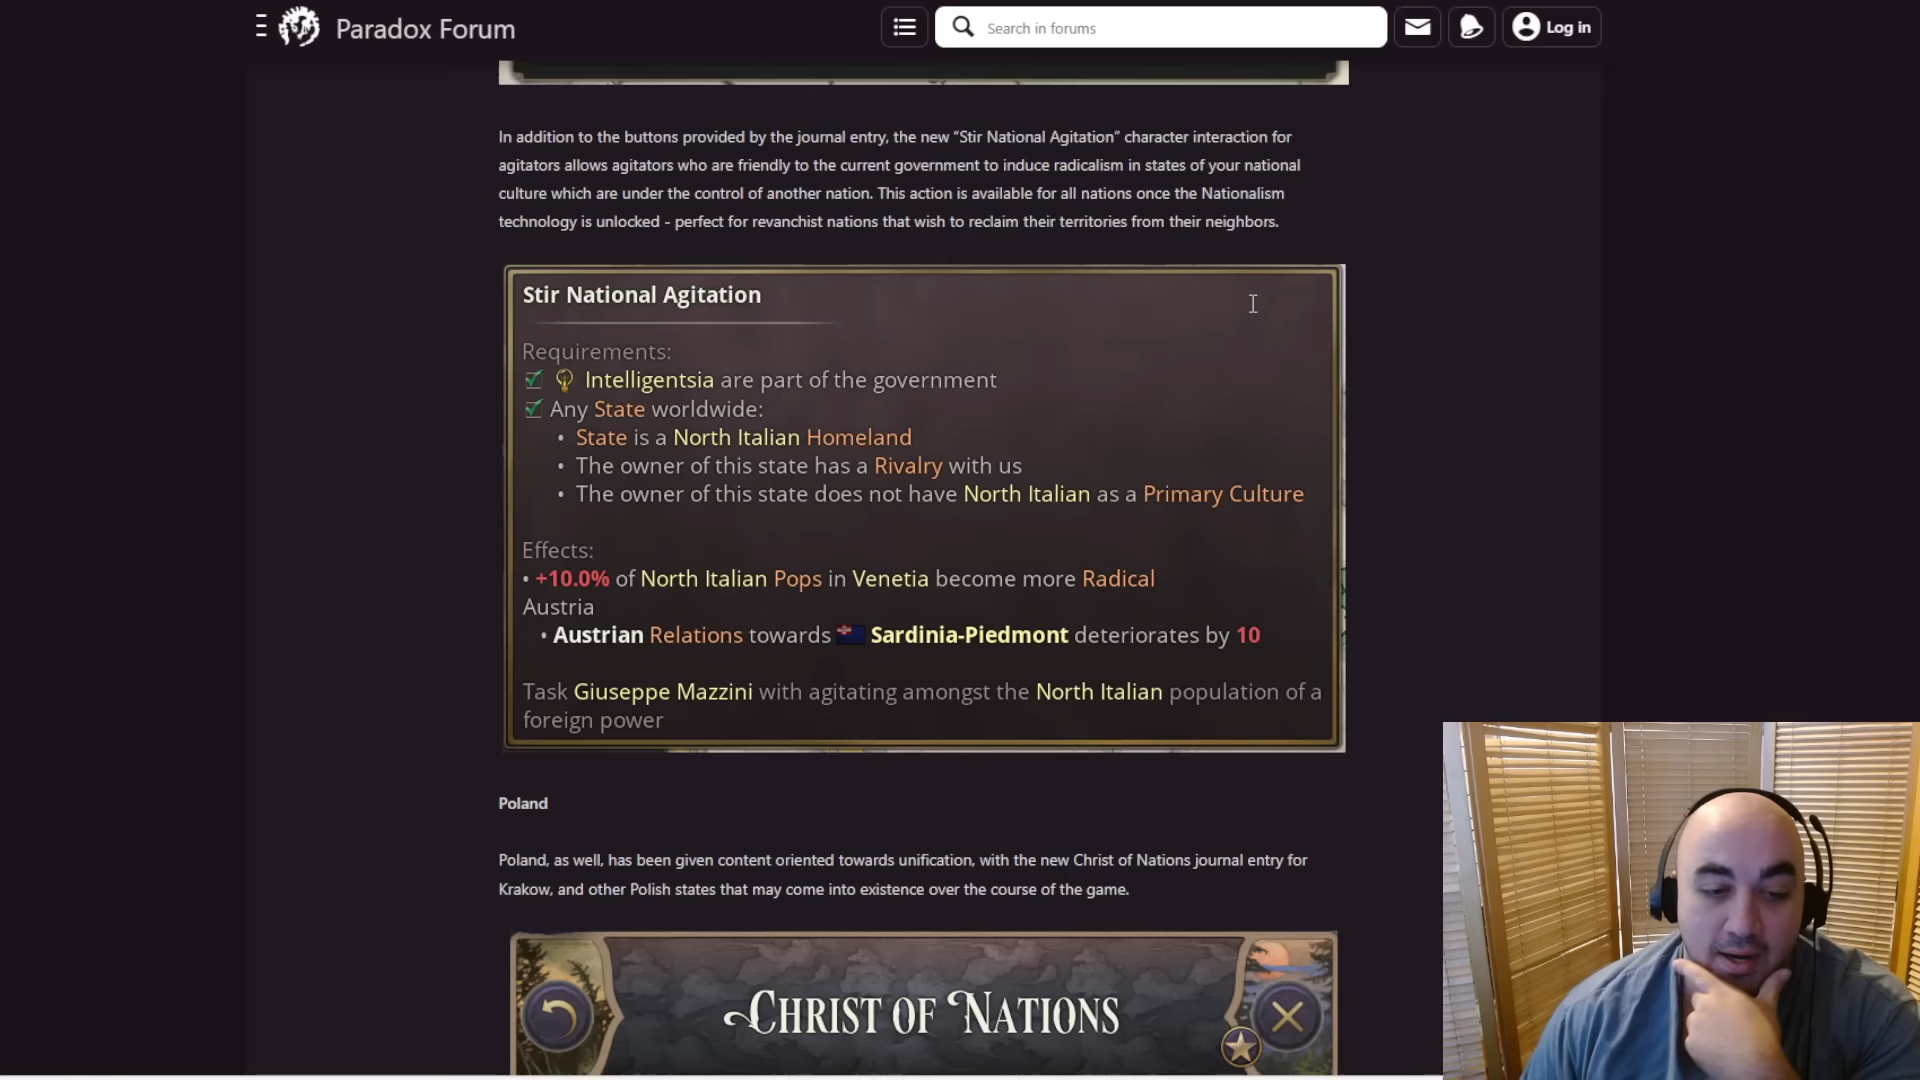 Paradox Forum
Search in forums
Log in
In addition to the buttons provided by the journal entry, the new “Stir National Agitation” character interaction for
agitators allows agitators who are friendly to the current government to induce radicalism in states of your national
culture which are under the control of another nation. This action is available for all nations once the Nationalism
technology is unlocked - perfect for revanchist nations that wish to reclaim their territories from their neighbors.
Stir National Agitation
Requirements:
Intelligentsia are part of the government
Any State worldwide:
• State is a North Italian Homeland
• The owner of this state has a Rivalry with us
• The owner of this state does not have North Italian as a Primary Culture
Effects:
• +10.0% of North Italian Pops in Venetia become more Radical
Austria
• Austrian Relations towards Sardinia-Piedmont deteriorates by 10
Task Giuseppe Mazzini with agitating amongst the North Italian population of a
foreign power
Poland
Poland, as well, has been given content oriented towards unification, with the new Christ of Nations journal entry for
Krakow, and other Polish states that may come into existence over the course of the game.
Christ of Nations